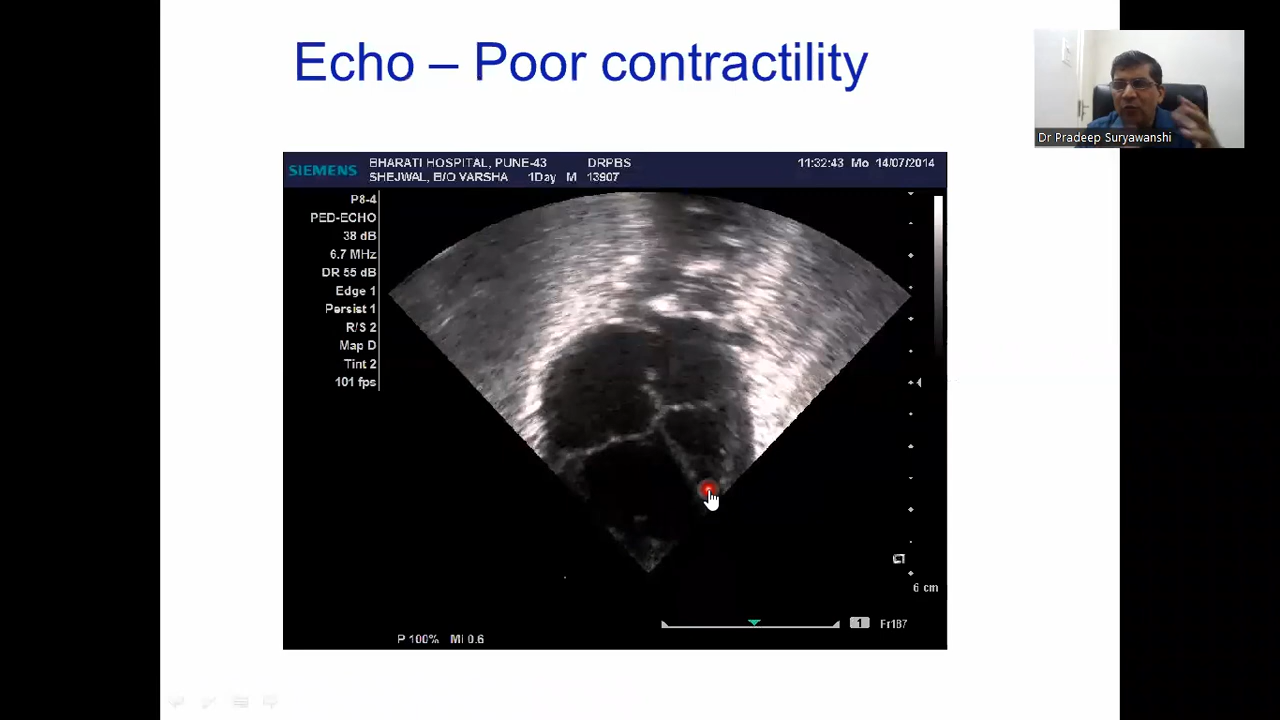 Echo – Poor contractility
Dr Pradeep Suryawanshi
SIEMENS
BHARATI HOSPITAL, PUNE-43 DRPBS 11:32:43 Mo 14/07/2014
SHEJWAL, B/O VARSHA 1Day M 13907
P8-4
PED-ECHO
38 dB
6.7 MHz
DR 55 dB
Edge 1
Persist 1
R/S 2
Map D
Tint 2
101 fps
6 cm
1 Fr187
P 100% MI 0.6